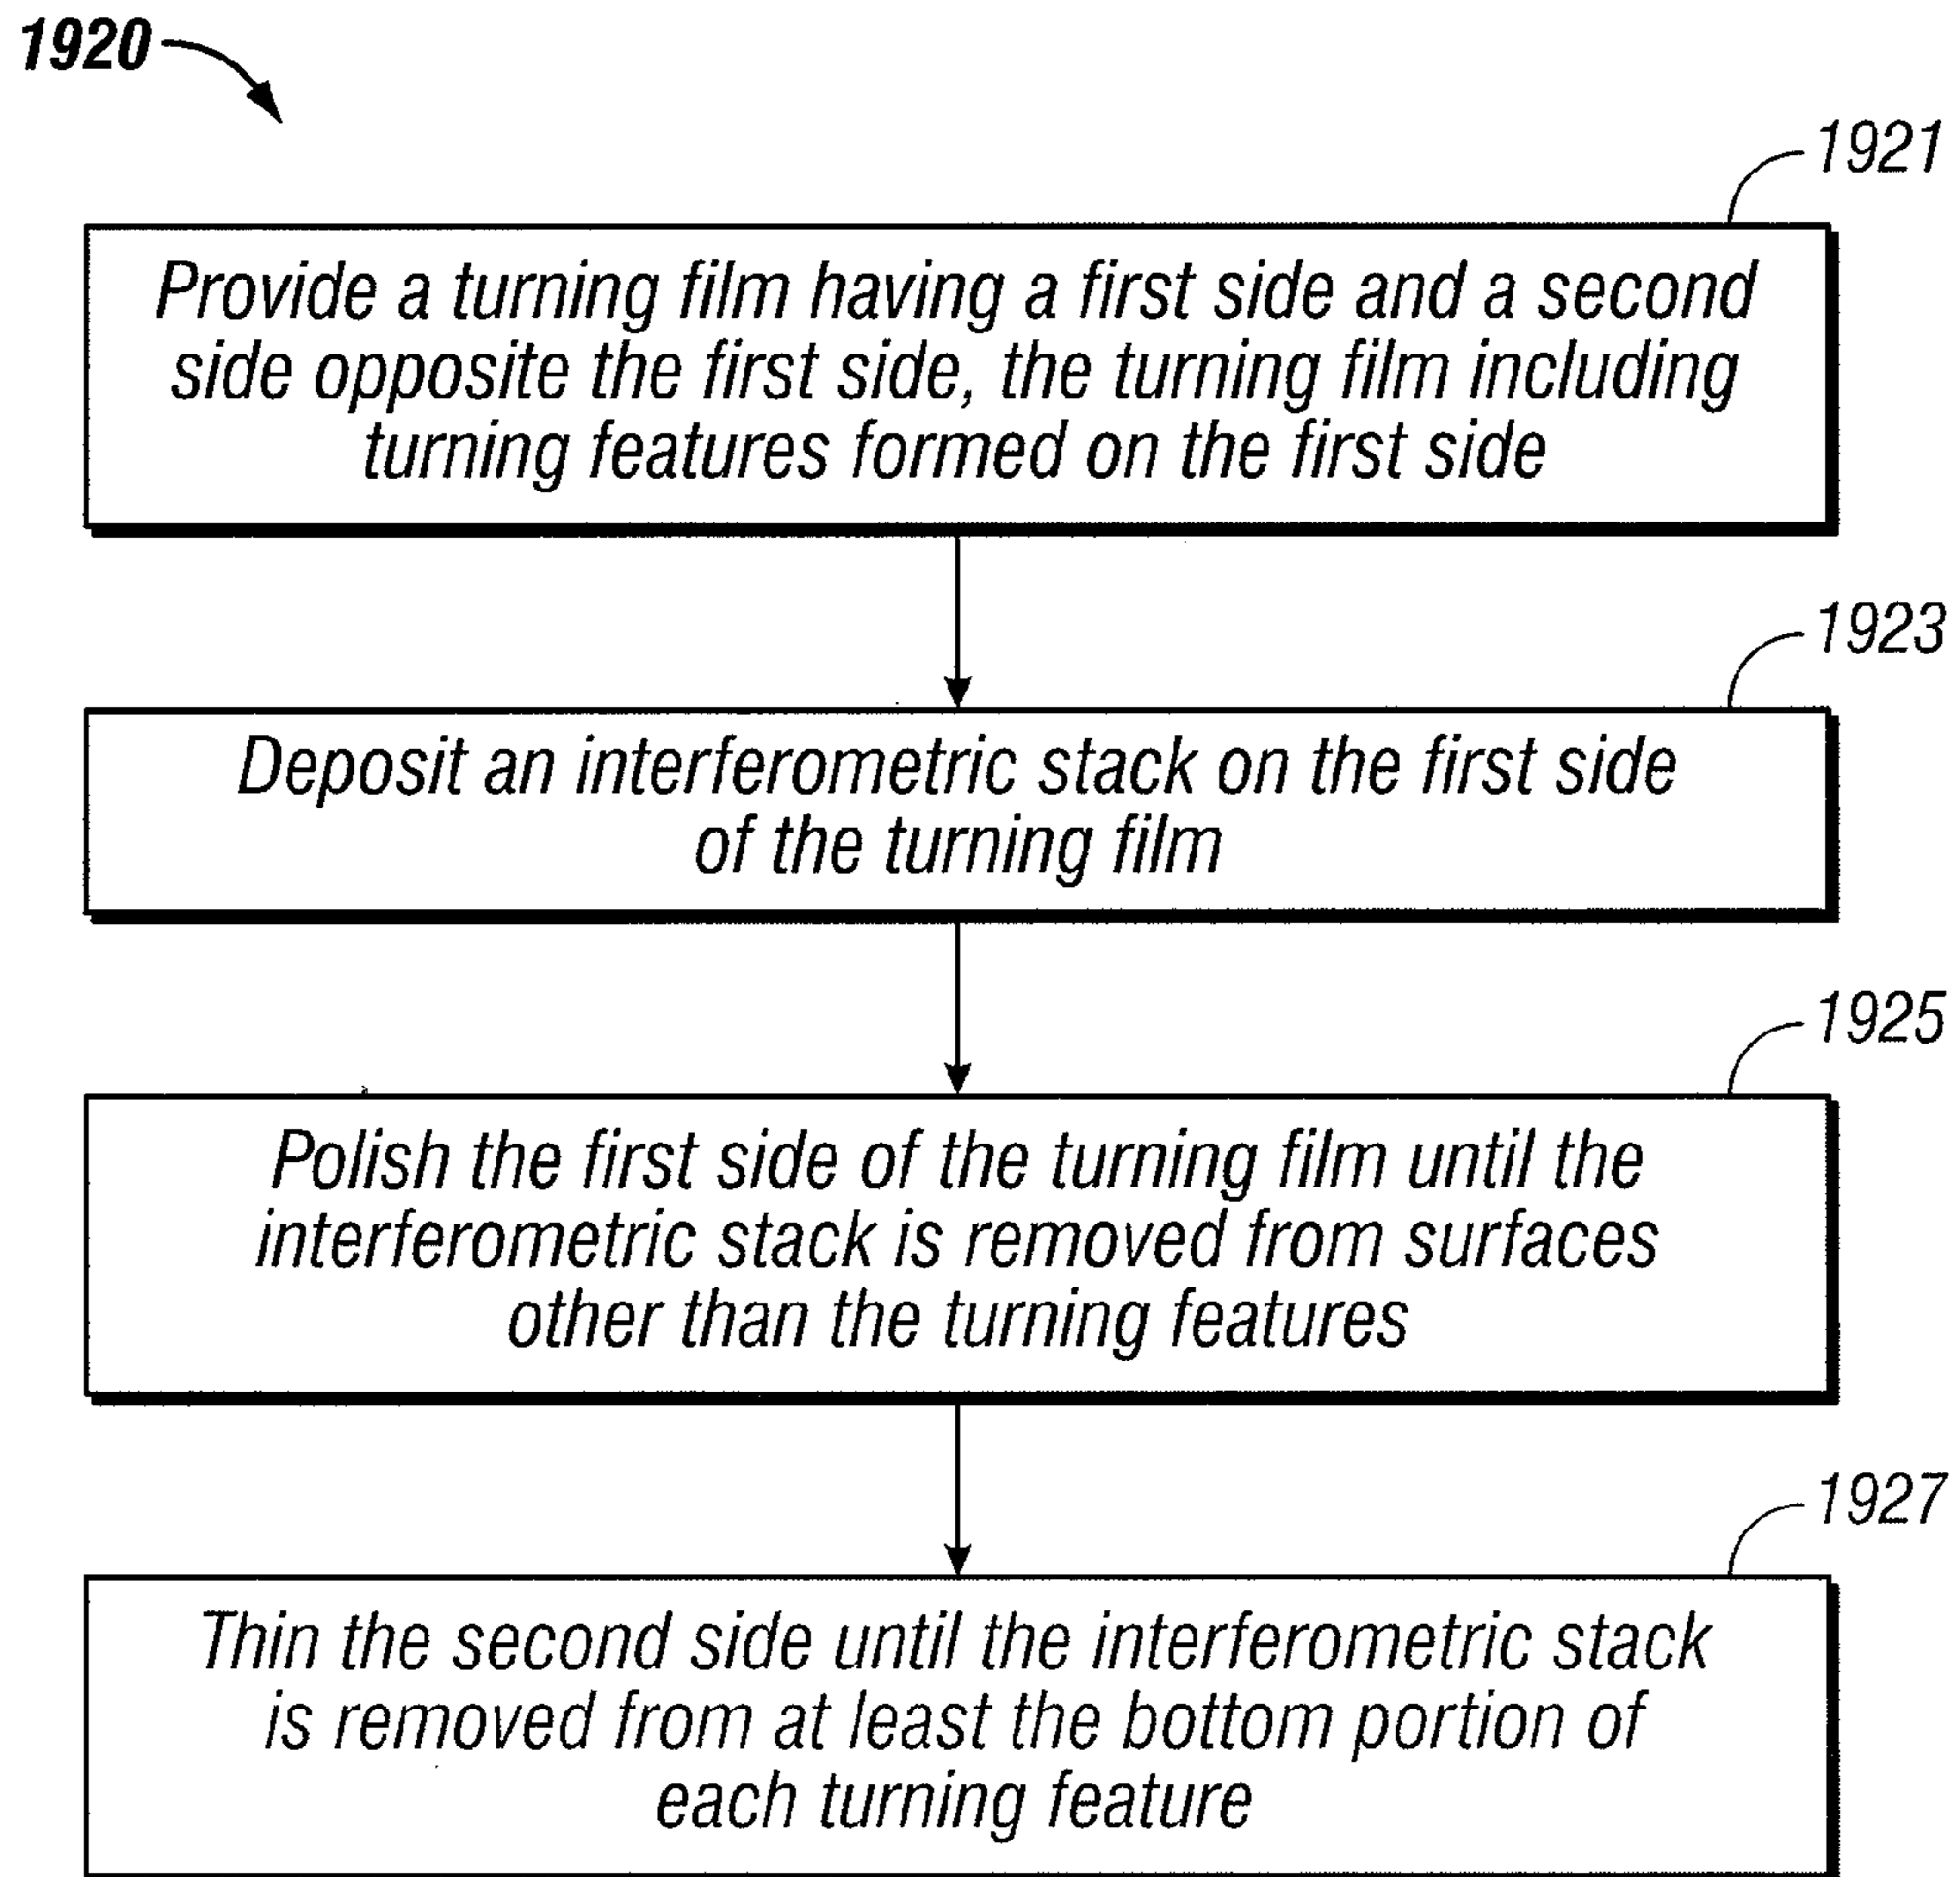 1920
1921
Provide a turning film having a first side and a second
side opposite the first side, the turning film including
turning features formed on the first side
1923
Deposit an interferometric stack on the first side
of the turning film
1925
Polish the first side of the turning film until the
interferometric stack is removed from surfaces
other than the turning features
1927
Thin the second side until the interferometric stack
is removed from at least the bottom portion of
each turning feature